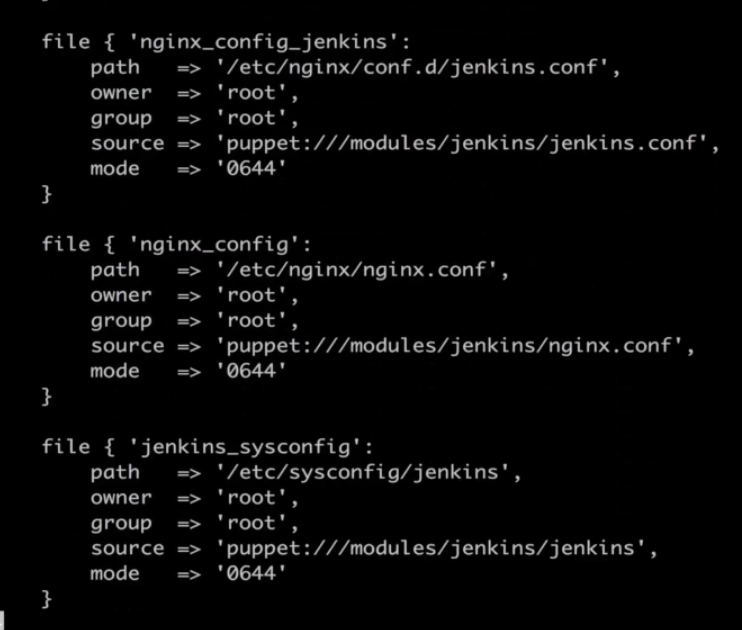 file { 'nginx_config_jenkins':
    path   => '/etc/nginx/conf.d/jenkins.conf',
    owner  => 'root',
    group  => 'root',
    source => 'puppet:///modules/jenkins/jenkins.conf',
    mode   => '0644'
}
file { 'nginx_config':
    path   => '/etc/nginx/nginx.conf',
    owner  => 'root',
    group  => 'root',
    source => 'puppet:///modules/jenkins/nginx.conf',
    mode   => '0644'
}
file { 'jenkins_sysconfig':
    path   => '/etc/sysconfig/jenkins',
    owner  => 'root',
    group  => 'root',
    source => 'puppet:///modules/jenkins/jenkins',
    mode   => '0644'
}